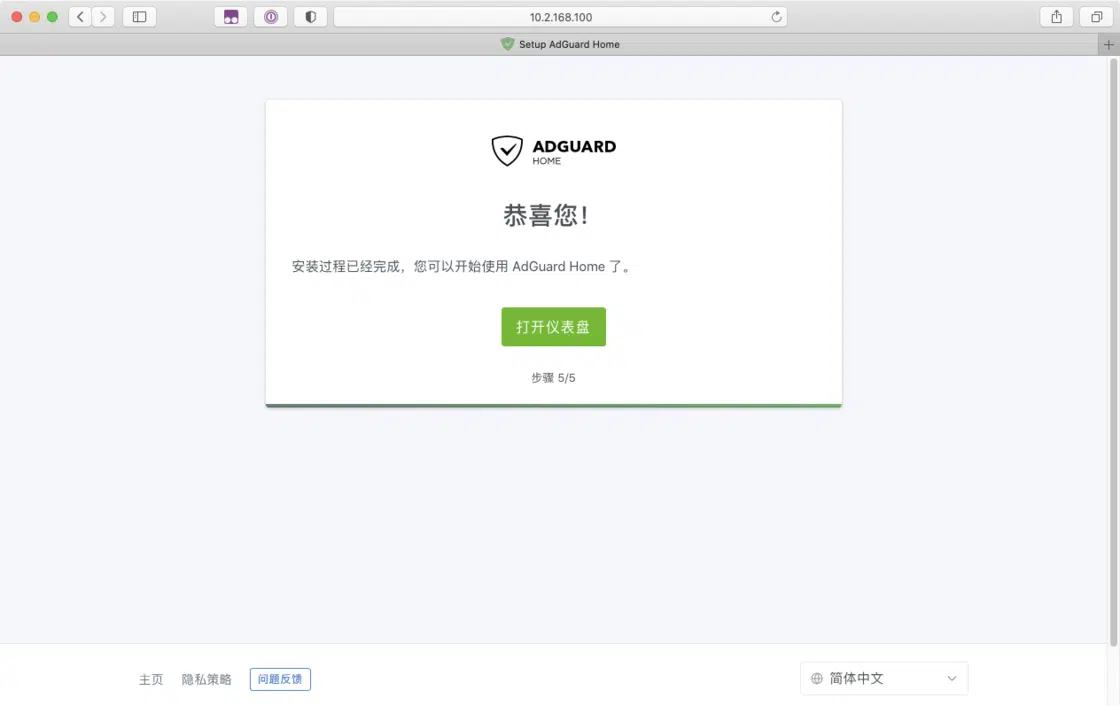 10.2.168.100
Setup AdGuard Home
ADGUARD
HOME
恭喜您！
安装过程已经完成，您可以开始使用 AdGuard Home 了。
打开仪表盘
步骤 5/5
主页 隐私策略 问题反馈 简体中文